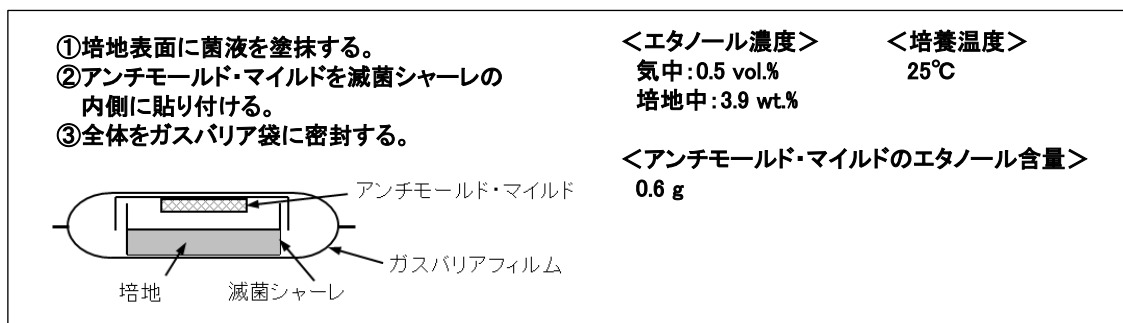 ①培地表面に菌液を塗抹する。
②アンチモールド・マイルドを滅菌シャーレの
内側に貼り付ける。
③全体をガスバリア袋に密封する。
＜エタノール濃度＞
気中：0.5 vol.%
培地中：3.9 wt.%
＜培養温度＞
25℃
＜アンチモールド・マイルドのエタノール含量＞
0.6 g
アンチモールド・マイルド
ガスバリアフィルム
培地
滅菌シャーレ